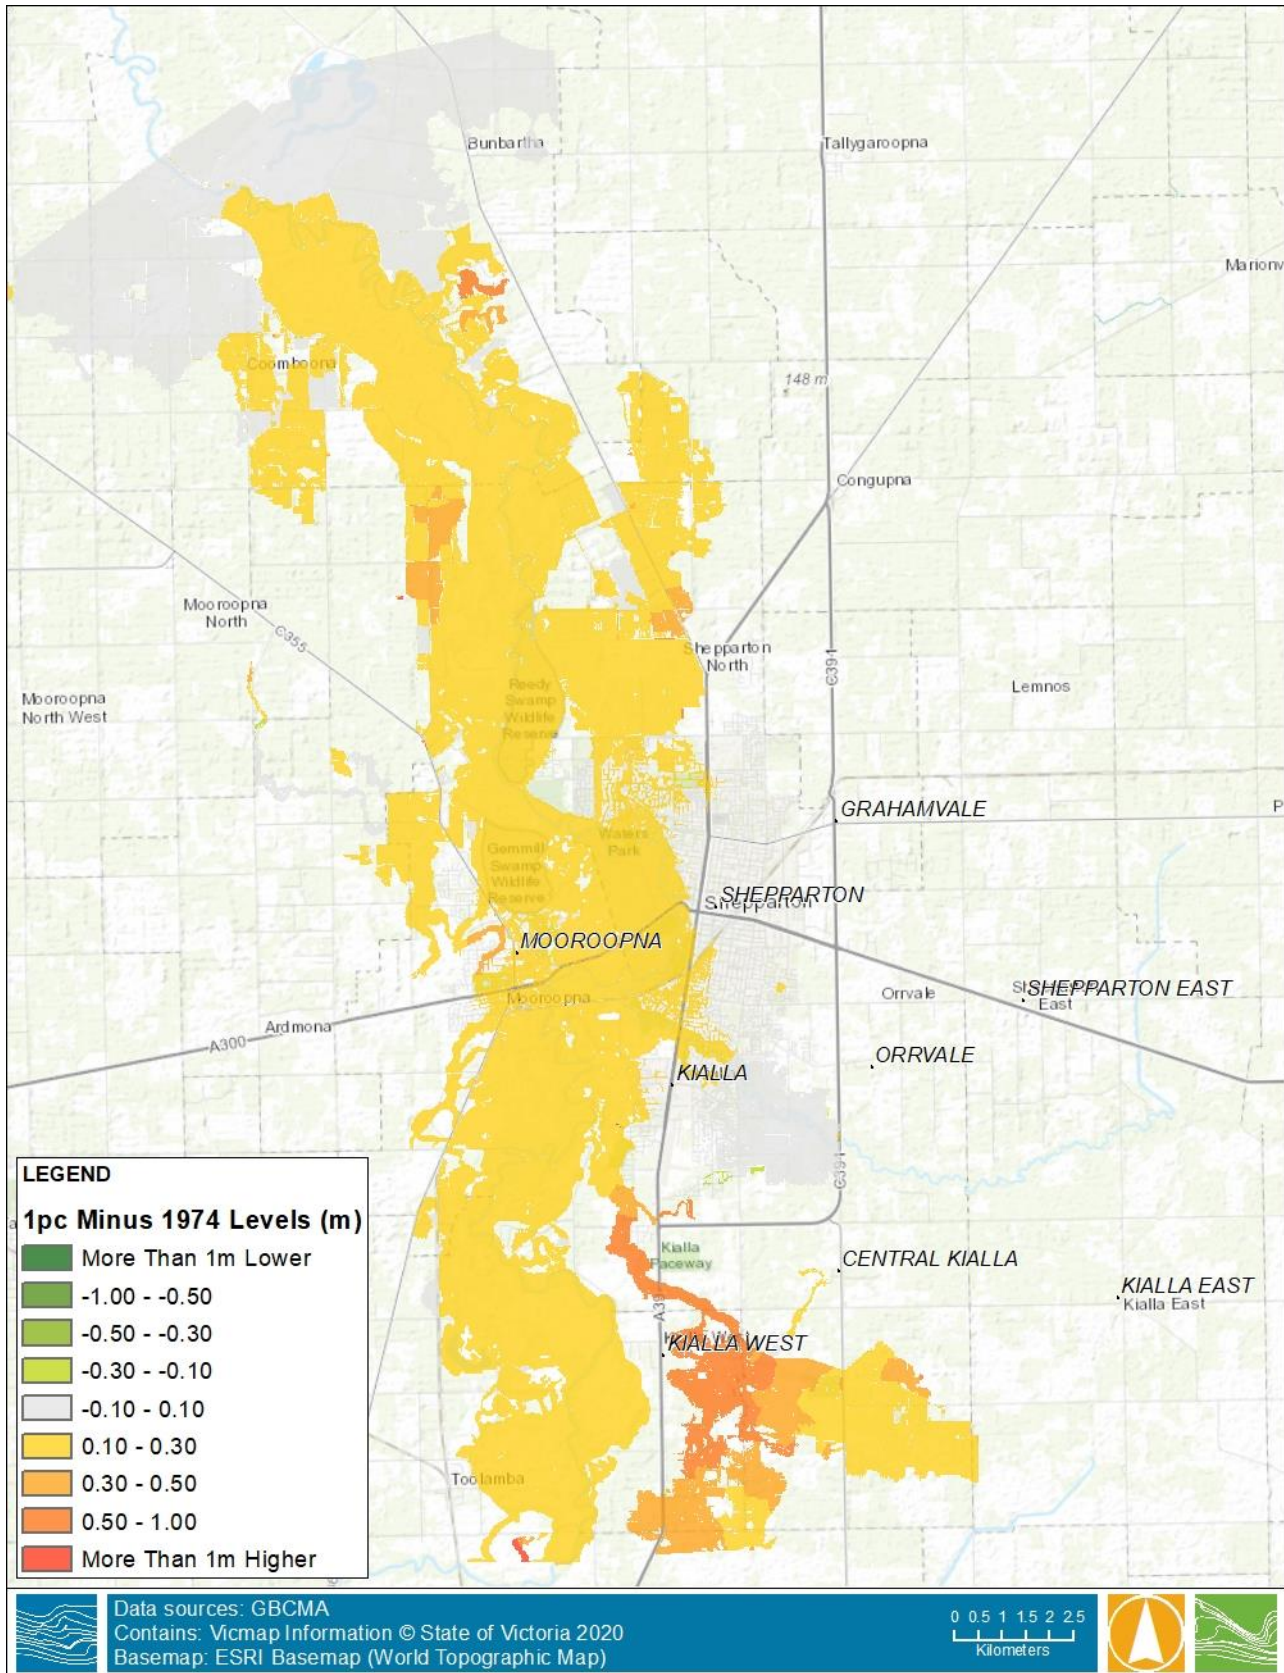 Bunbartha
Tallygaroopna
Marionv
Coomboona
148 m
Congupna
Mooroopna
North
C355
Shepparton
North
C391
Lemnos
Mooroopna
North West
Reedy
Swamp
Wildlife
Reserve
GRAHAMVALE
P
Waters
Park
Gemmill
Swamp
Wildlife
Reserve
SHEPPARTON
Shepparton
MOOROOPNA
Mooroopna
Orrvale
SHEPPARTON EAST
East
Ardmona
A300
ORRVALE
KIALLA
C391
LEGEND
1pc Minus 1974 Levels (m)
More Than 1m Lower
-1.00 - -0.50
-0.50 - -0.30
-0.30 - -0.10
-0.10 - 0.10
0.10 - 0.30
0.30 - 0.50
0.50 - 1.00
More Than 1m Higher
Kialla
Paceway
CENTRAL KIALLA
KIALLA EAST
Kialla East
KIALLA WEST
Toolamba
Data sources: GBCMA
Contains: Vicmap Information © State of Victoria 2020
Basemap: ESRI Basemap (World Topographic Map)
0 0.5 1 1.5 2 2.5
Kilometers